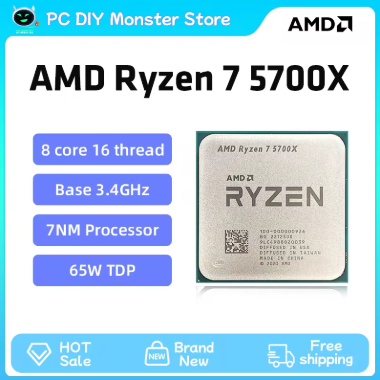 PC DIY Monster Store
AMD
AMD Ryzen 7 5700X
8 core 16 thread
Base 3.4GHz
7NM Processor
65W TDP
AMD Ryzen 7 5700X
AMD
RYZEN
100-000000926
DIFFUSED IN USA
DIFFUSED IN TAIWAN
MADE IN CHINA
© 2020 AMD
HOT
Sale
NEW
Brand
New
Free
shipping